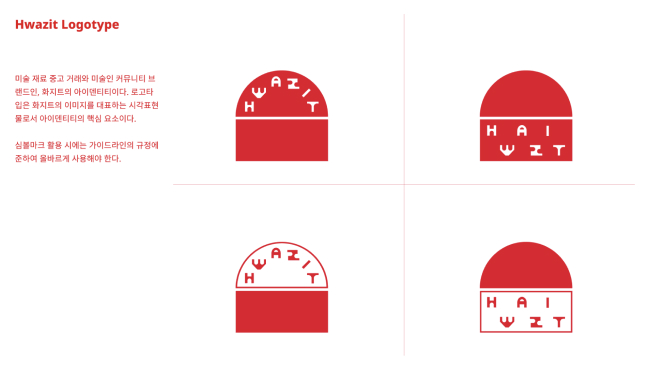 Hwazit Logotype
미술 재료 중고 거래와 미술인 커뮤니티 브
랜드인, 화지트의 아이덴티티이다. 로고타
입은 화지트의 이미지를 대표하는 시각표현
물로서 아이덴티티의 핵심 요소이다.
심볼마크 활용 시에는 가이드라인의 규정에
준하여 올바르게 사용해야 한다.
HWAZIT
H A I
W Z T
HWAZIT
H A I
W Z T